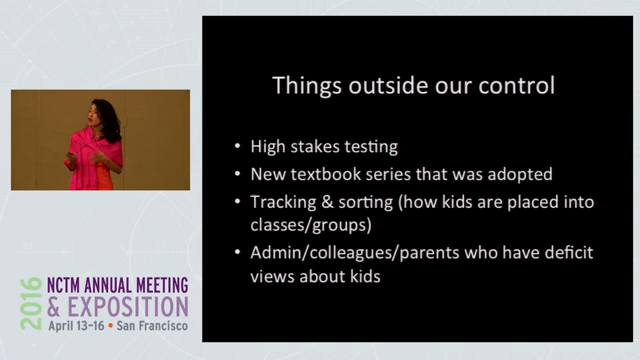 Things outside our control
• High stakes testing
• New textbook series that was adopted
• Tracking & sorting (how kids are placed into
classes/groups)
• Admin/colleagues/parents who have deficit
views about kids
2016
NCTM ANNUAL MEETING
& EXPOSITION
April 13–16 • San Francisco